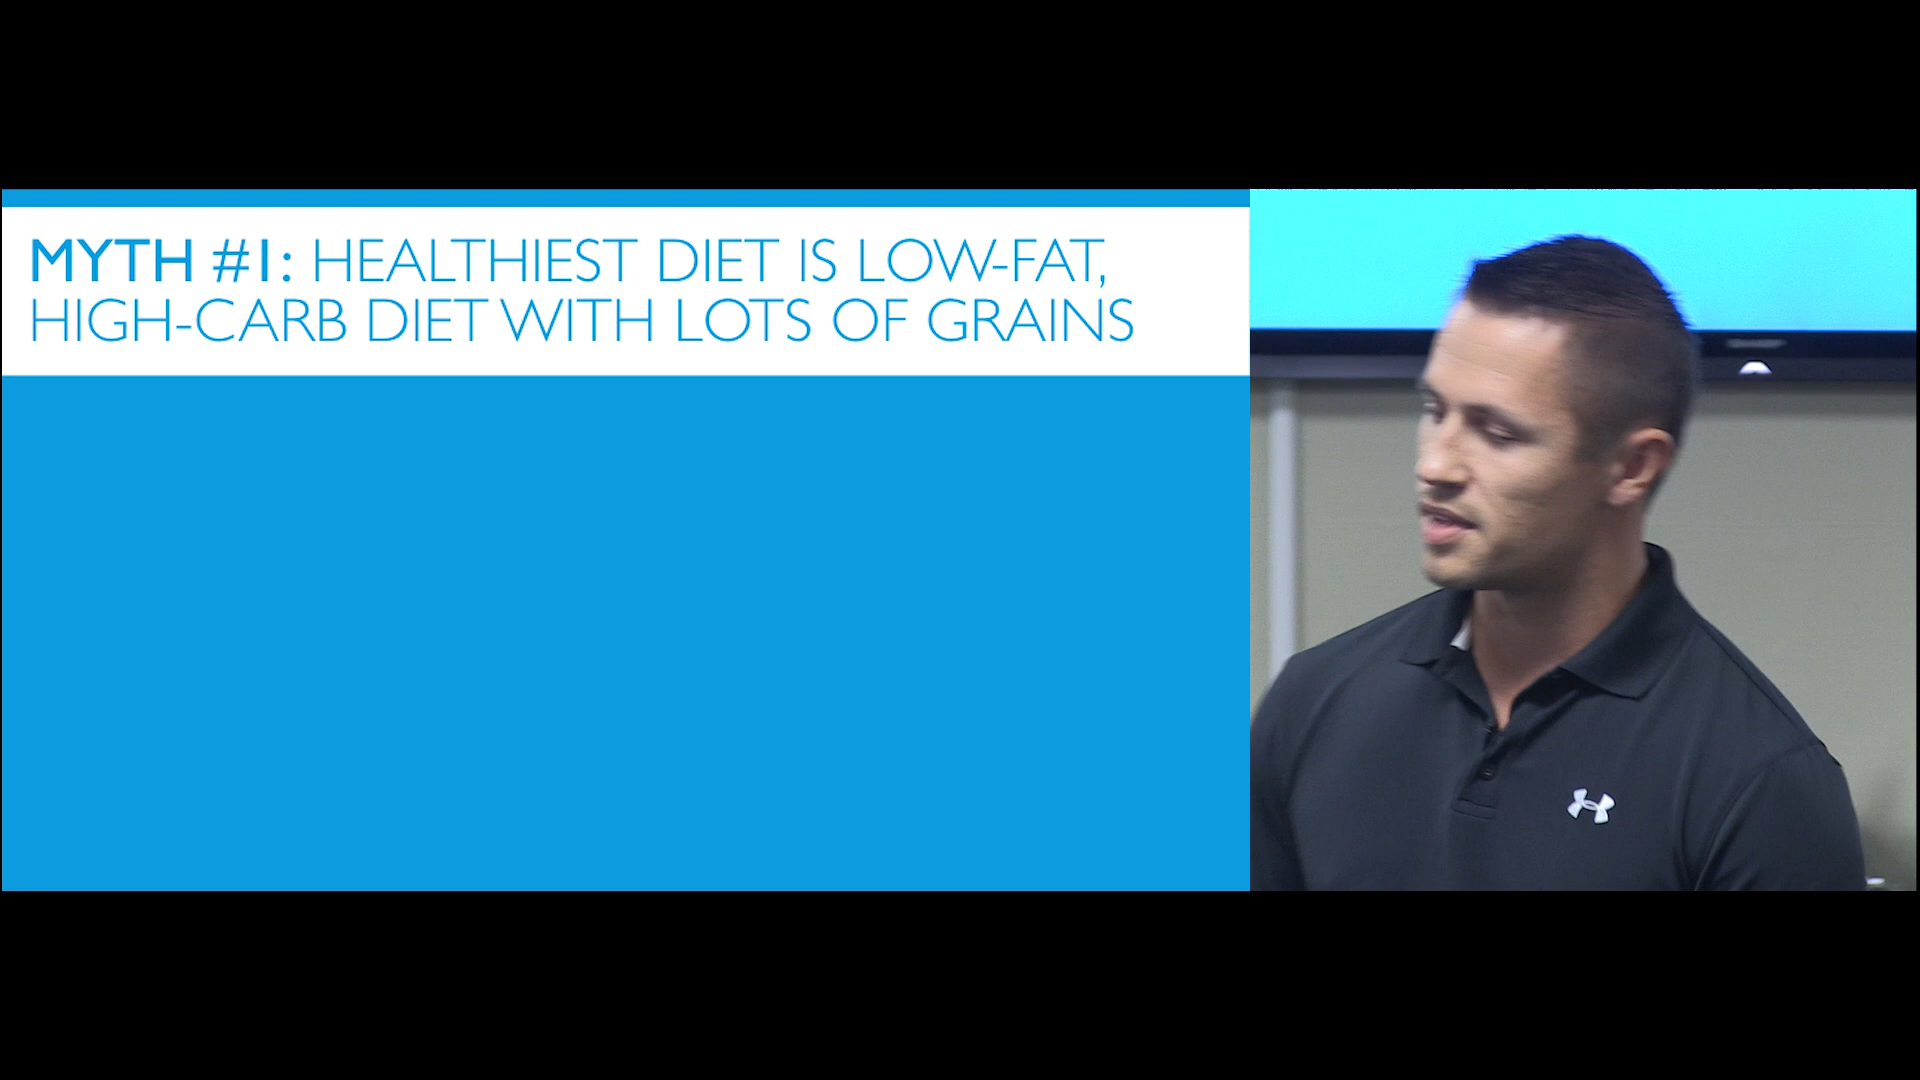 MYTH #1: HEALTHIEST DIET IS LOW-FAT,
HIGH-CARB DIET WITH LOTS OF GRAINS